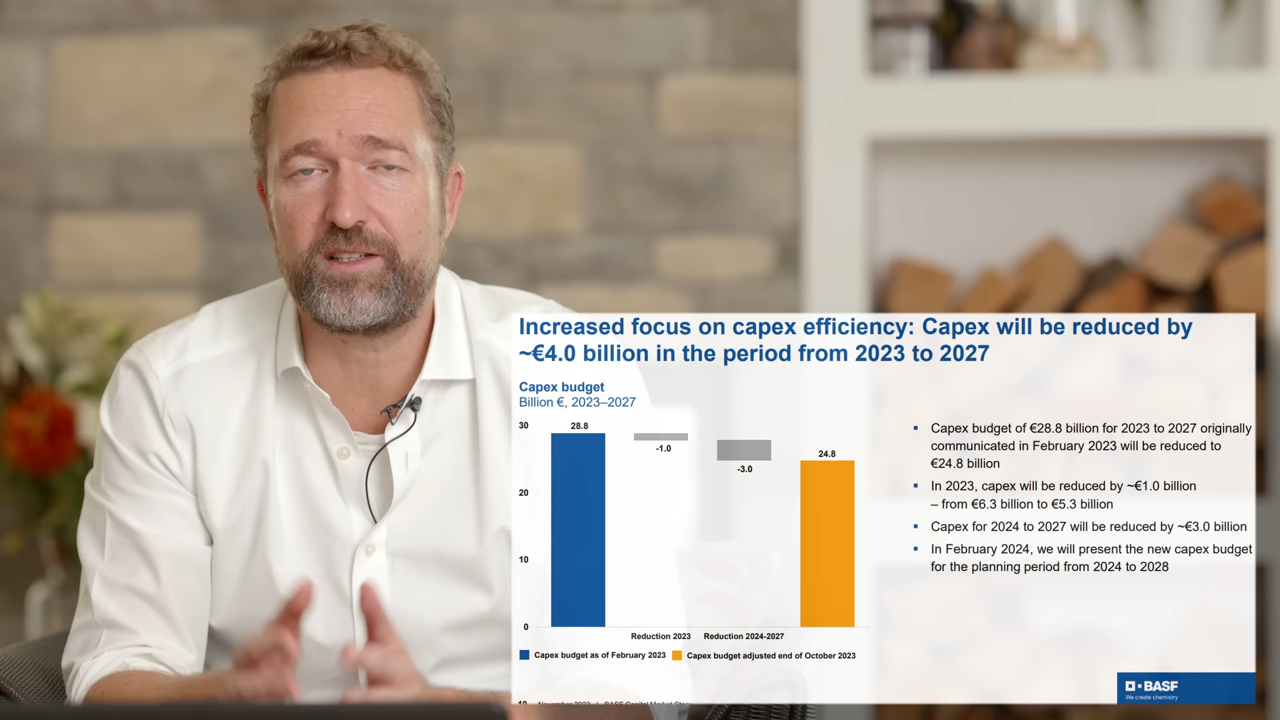 Increased focus on capex efficiency: Capex will be reduced by
~€4.0 billion in the period from 2023 to 2027
Capex budget
Billion €, 2023–2027
30
20
10
0
28.8
-1.0
-3.0
24.8
Reduction 2023
Reduction 2024-2027
Capex budget as of February 2023
Capex budget adjusted end of October 2023
▪ Capex budget of €28.8 billion for 2023 to 2027 originally
communicated in February 2023 will be reduced to
€24.8 billion
▪ In 2023, capex will be reduced by ~€1.0 billion
– from €6.3 billion to €5.3 billion
▪ Capex for 2024 to 2027 will be reduced by ~€3.0 billion
▪ In February 2024, we will present the new capex budget
for the planning period from 2024 to 2028
BASF
We create chemistry